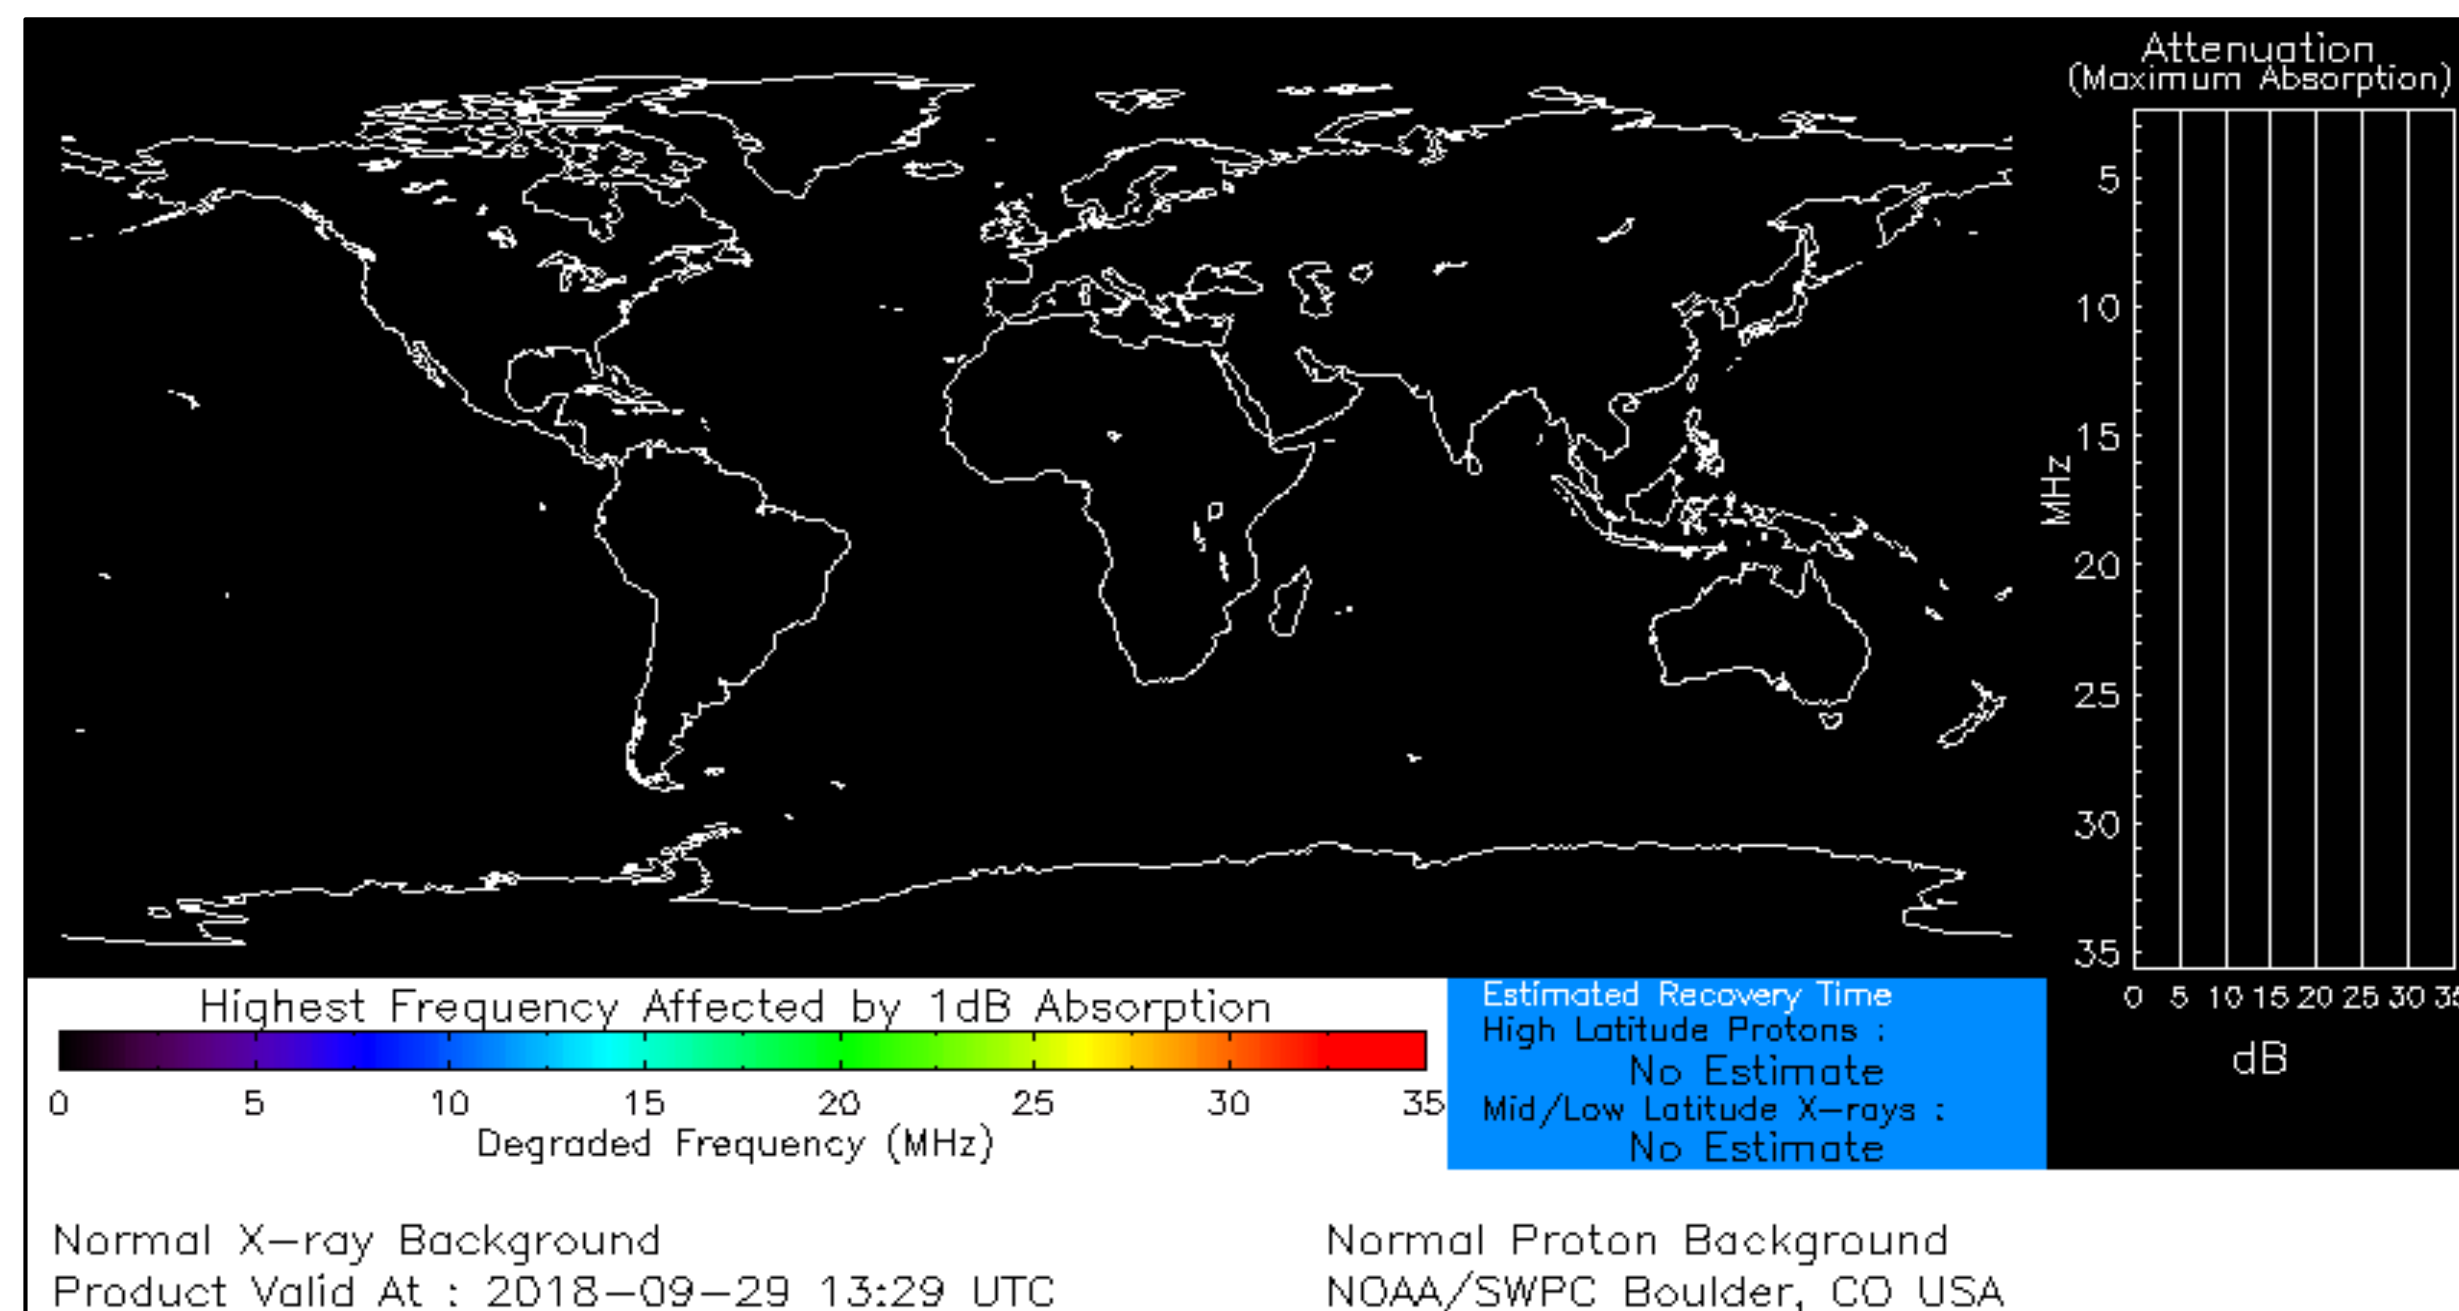 Attenuation
(Maximum Absorption)
5
10
15
20
25
30
35
MHz
0 5 10 15 20 25 30
dB
Highest Frequency Affected by 1dB Absorption
0 5 10 15 20 25 30 35
Degraded Frequency (MHz)
Estimated Recovery Time
High Latitude Protons :
No Estimate
Mid/Low Latitude X-rays :
No Estimate
Normal X-ray Background
Normal Proton Background
Product Valid At : 2018-09-29 13:29 UTC
NOAA/SWPC Boulder, CO USA